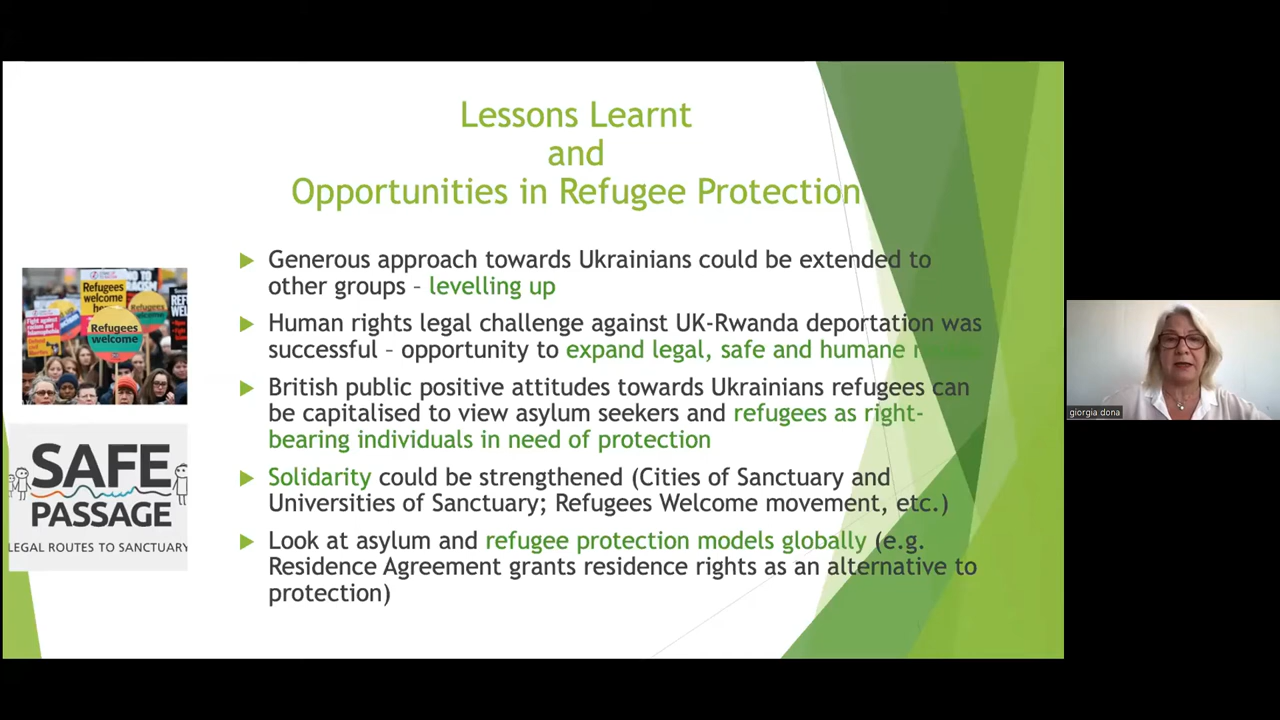 Lessons Learnt
and
Opportunities in Refugee Protection
Generous approach towards Ukrainians could be extended to
other groups – levelling up
Human rights legal challenge against UK-Rwanda deportation was
successful – opportunity to expand legal, safe and humane
British public positive attitudes towards Ukrainians refugees can
be capitalised to view asylum seekers and refugees as right-
bearing individuals in need of protection
Solidarity could be strengthened (Cities of Sanctuary and
Universities of Sanctuary; Refugees Welcome movement, etc.)
Look at asylum and refugee protection models globally (e.g.
Residence Agreement grants residence rights as an alternative to
protection)
Refugees
welcome
Refugees
welcome
SAFE
PASSAGE
LEGAL ROUTES TO SANCTUARY
giorgia dona